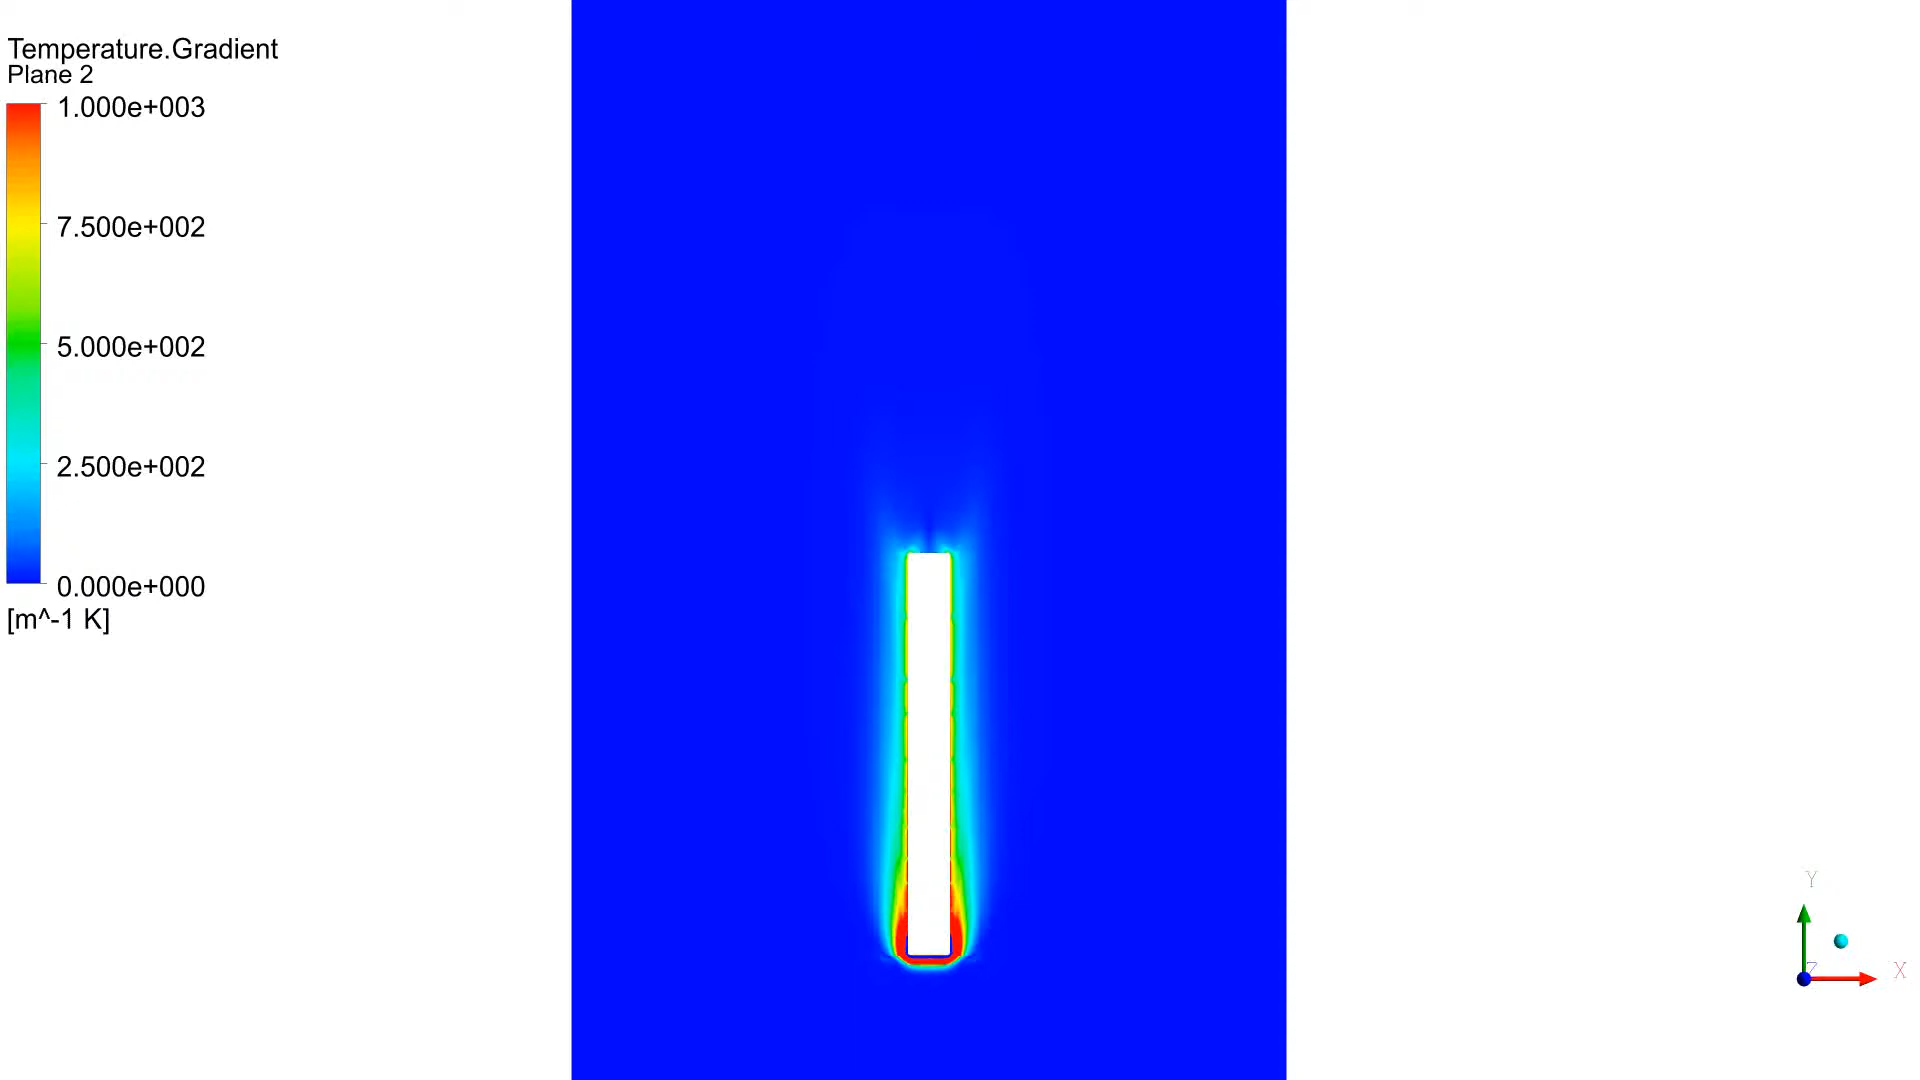 Temperature.Gradient
Plane 2
1.000e+003
7.500e+002
5.000e+002
2.500e+002
0.000e+000
[m^-1 K]
Y
Z
X